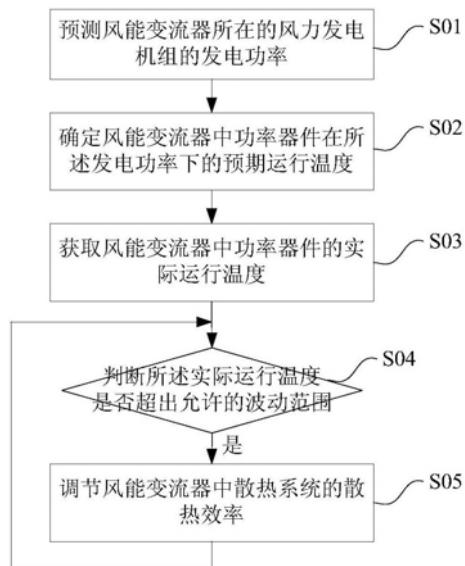 预测风能变流器所在的风力发电
机组的发电功率
S01
确定风能变流器中功率器件在所
述发电功率下的预期运行温度
S02
获取风能变流器中功率器件的实
际运行温度
S03
判断所述实际运行温度
是否超出允许的波动范围
S04
是
调节风能变流器中散热系统的散
热效率
S05